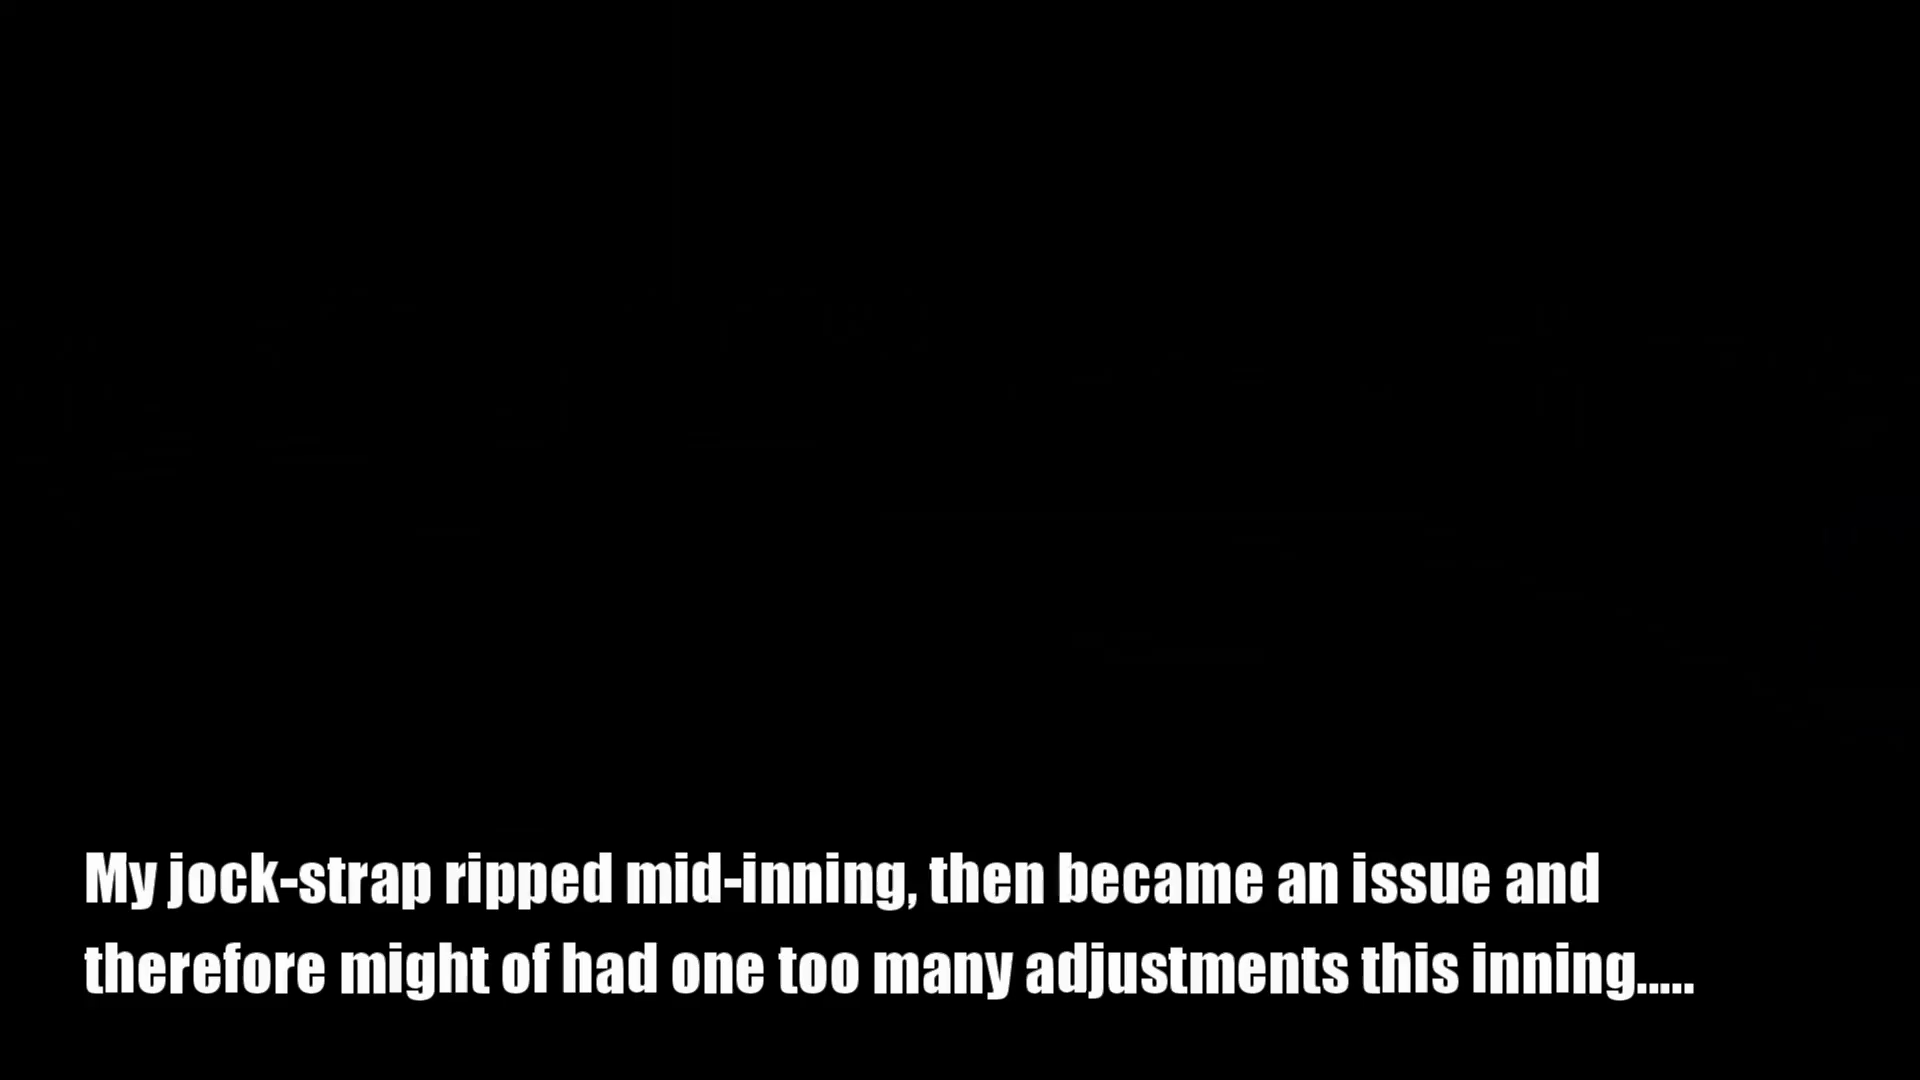 My jock-strap ripped mid-inning, then became an issue and
therefore might of had one too many adjustments this inning.....